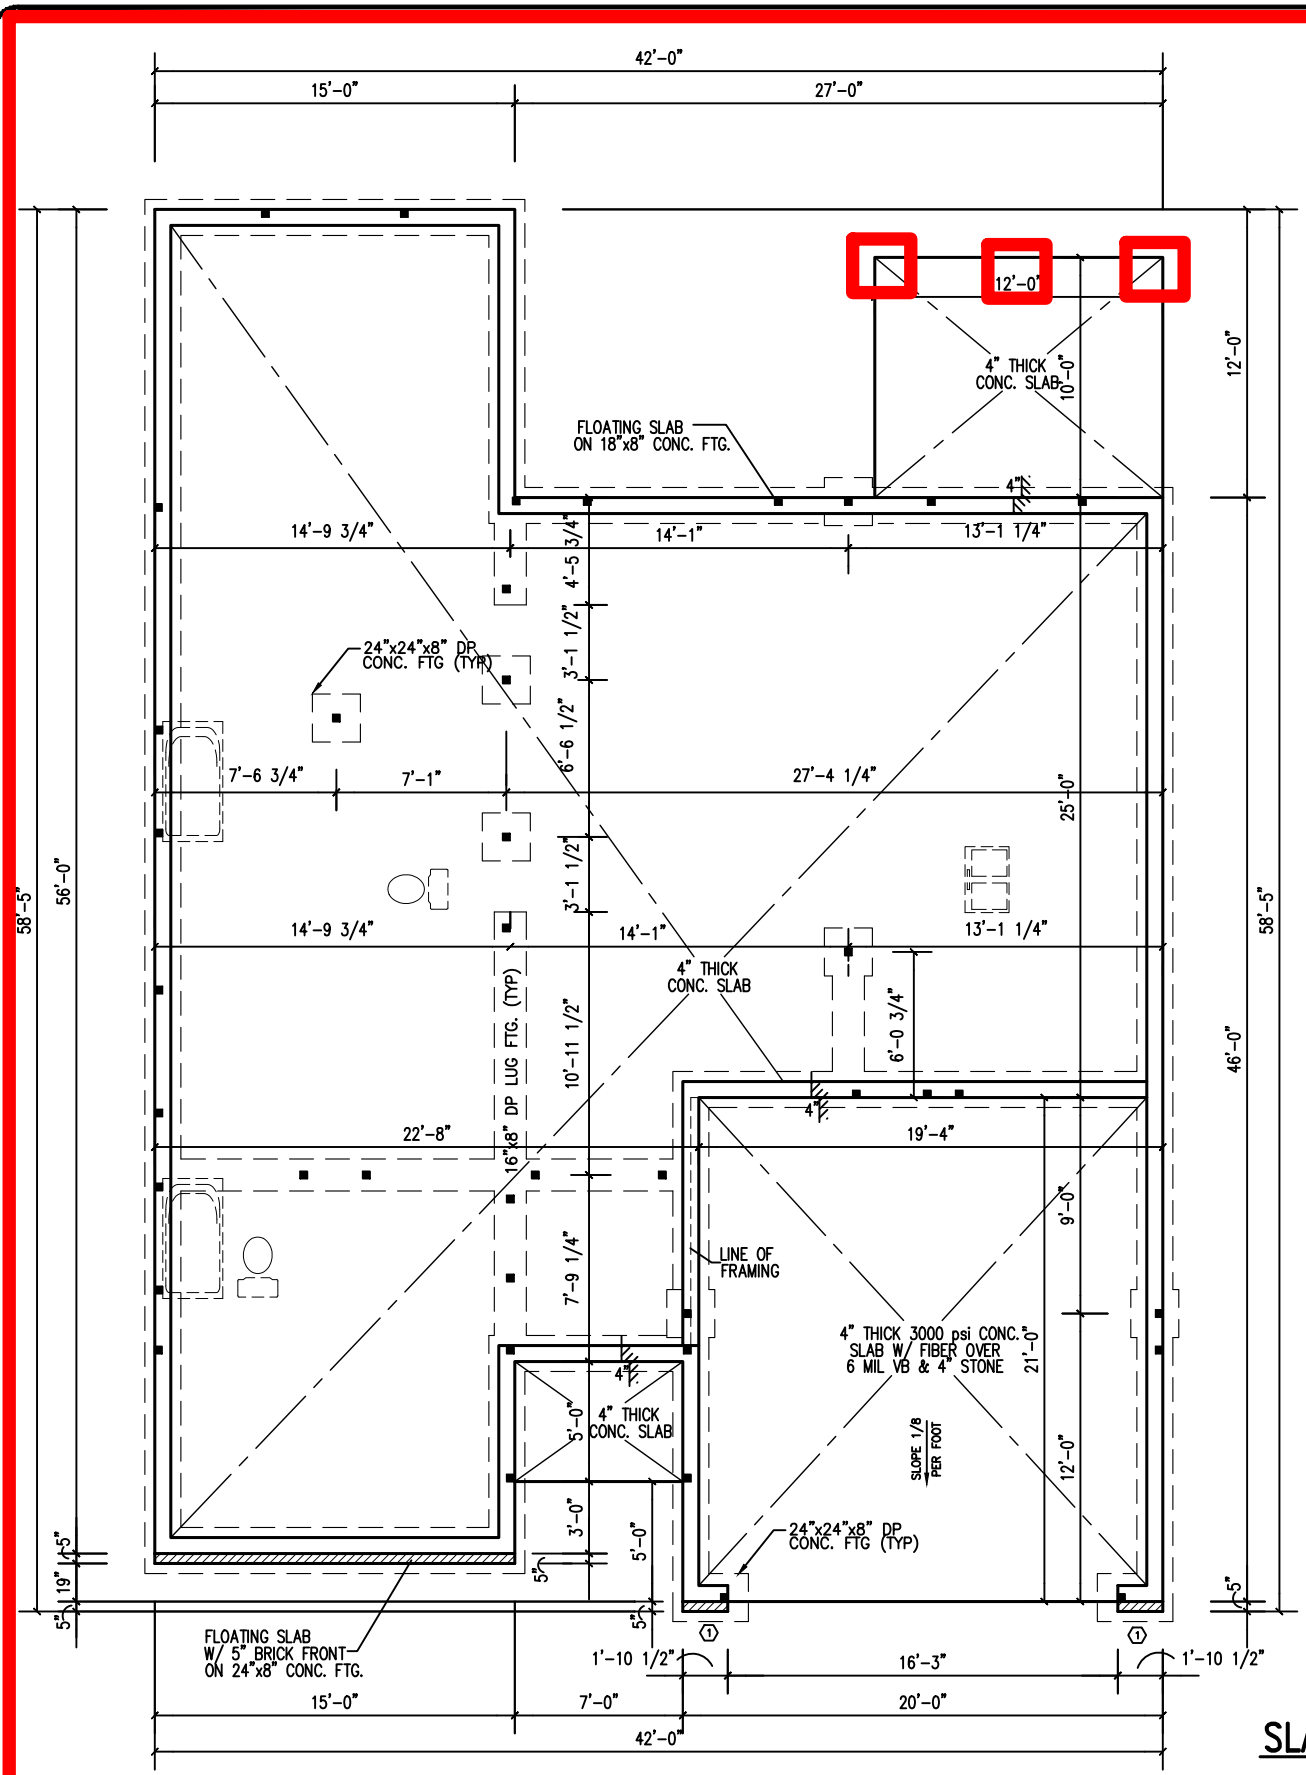 42'-0"
15'-0"
27'-0"
12'-0"
4" THICK
CONC. SLAB
10'-0"
12'-0"
FLOATING SLAB
ON 18"x8" CONC. FTG.
4"
14'-9 3/4"
4'-5 3/4"
14'-1"
13'-1 1/4"
3'-1 1/2"
24"x24"x8" DP
CONC. FTG (TYP)
6'-6 1/2"
7'-6 3/4"
7'-1"
27'-4 1/4"
25'-0"
58'-5"
56'-0"
3'-1 1/2"
58'-5"
14'-9 3/4"
14'-1"
13'-1 1/4"
4" THICK
CONC. SLAB
16"x8" DP LUG FTG. (TYP)
10'-11 1/2"
6'-0 3/4"
46'-0"
4"
22'-8"
19'-4"
9'-0"
7'-9 1/4"
LINE OF
FRAMING
4" THICK 3000 psi CONC.
SLAB W/ FIBER OVER
6 MIL VB & 4" STONE
21'-0"
4"
4" THICK
CONC. SLAB
5'-0"
SLOPE 1/8
PER FOOT
12'-0"
3'-0"
5'-0"
24"x24"x8" DP
CONC. FTG (TYP)
5"
19"
5"
5"
5"
5"
FLOATING SLAB
W/ 5" BRICK FRONT
ON 24"x8" CONC. FTG.
1
1
1'-10 1/2"
16'-3"
1'-10 1/2"
15'-0"
7'-0"
20'-0"
42'-0"